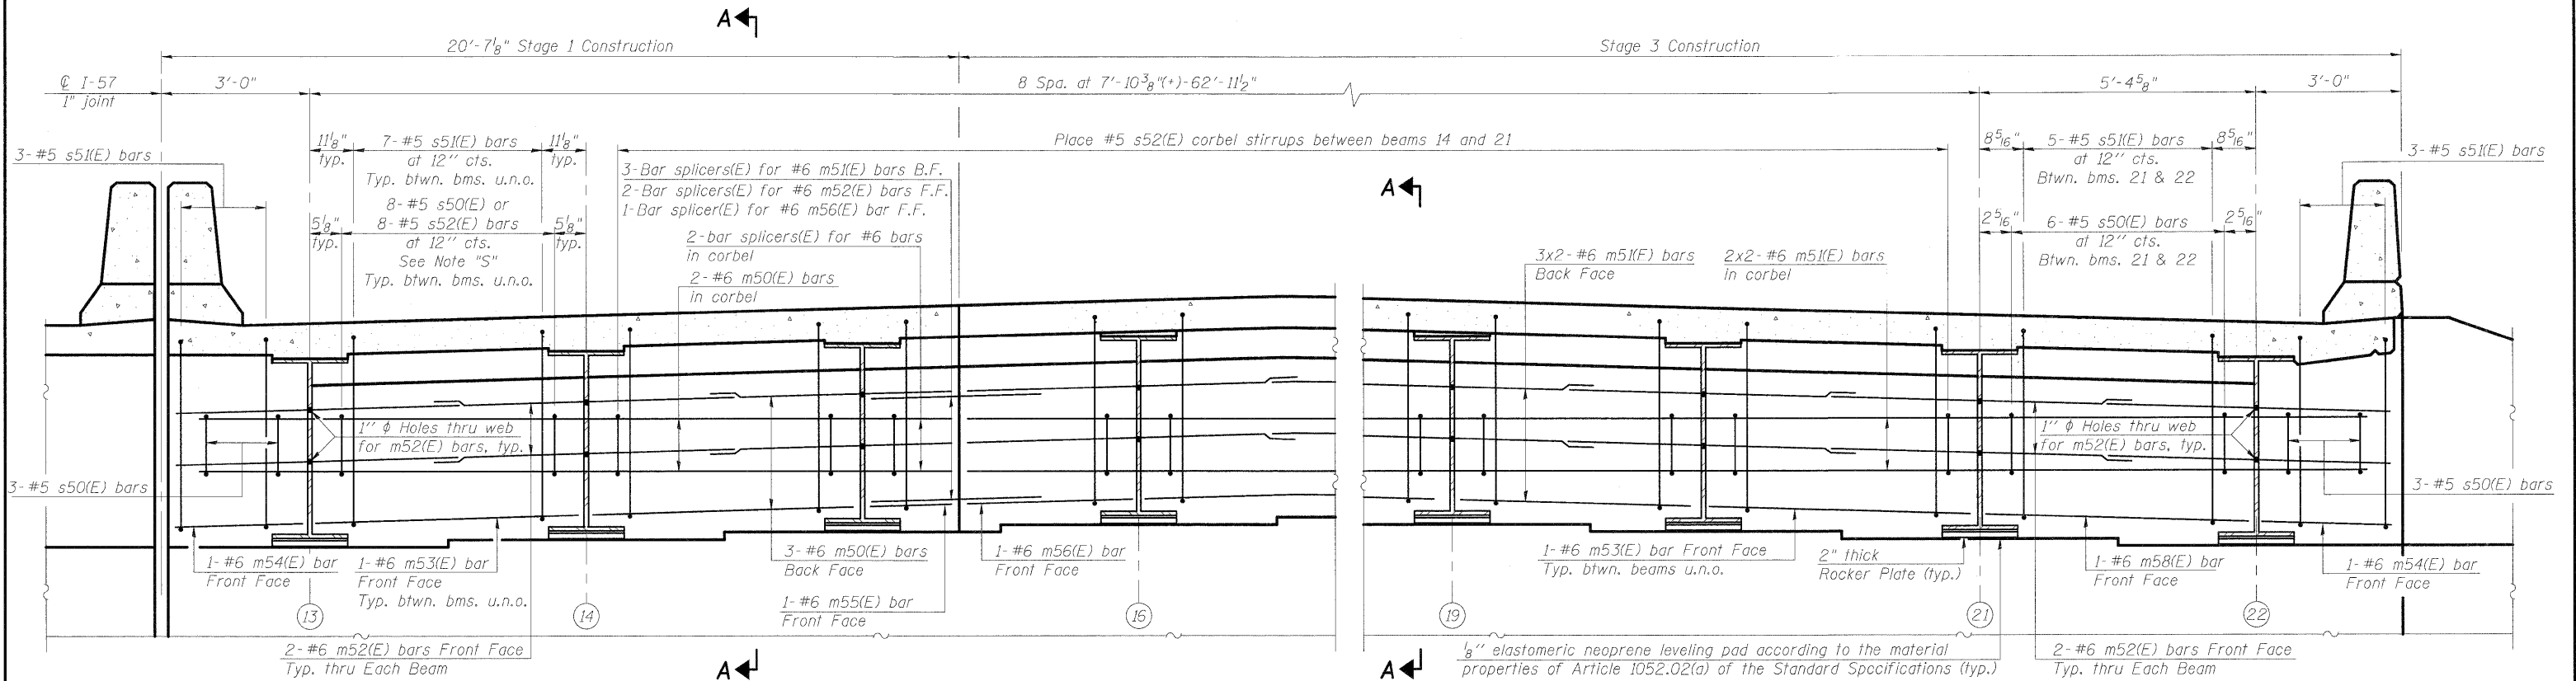 A
A
20'-7 1/8" Stage 1 Construction
Stage 3 Construction
℄ I-57
1" joint
3'-0"
8 Spa. at 7'-10 3/8"(+)-62'-11 1/2"
5'-4 5/8"
3'-0"
3-#5 s51(E) bars
11 1/8"
typ.
7-#5 s51(E) bars
at 12" cts.
Typ. btwn. bms. u.n.o.
11 1/8"
typ.
8-#5 s50(E) or
8-#5 s52(E) bars
at 12" cts.
See Note "S"
Typ. btwn. bms. u.n.o.
5 1/8"
typ.
5 1/8"
typ.
Place #5 s52(E) corbel stirrups between beams 14 and 21
3-Bar splicers(E) for #6 m51(E) bars B.F.
2-Bar splicers(E) for #6 m52(E) bars F.F.
1-Bar splicer(E) for #6 m56(E) bar F.F.
2-bar splicers(E) for #6 bars
in corbel
2-#6 m50(E) bars
in corbel
3x2-#6 m51(F) bars
Back Face
2x2-#6 m51(E) bars
in corbel
8 5/16"
5-#5 s51(E) bars
at 12" cts.
Btwn. bms. 21 & 22
8 5/16"
2 5/16"
6-#5 s50(E) bars
at 12" cts.
Btwn. bms. 21 & 22
2 5/16"
3-#5 s51(E) bars
1" ϕ Holes thru web
for m52(E) bars, typ.
1" ϕ Holes thru web
for m52(E) bars, typ.
3-#5 s50(E) bars
3-#5 s50(E) bars
1-#6 m54(E) bar
Front Face
1-#6 m53(E) bar
Front Face
Typ. btwn. bms. u.n.o.
3-#6 m50(E) bars
Back Face
1-#6 m55(E) bar
Front Face
1-#6 m56(E) bar
Front Face
1-#6 m53(E) bar Front Face
Typ. btwn. beams u.n.o.
2" thick
Rocker Plate (typ.)
1-#6 m58(E) bar
Front Face
1-#6 m54(E) bar
Front Face
13
14
16
19
21
22
2-#6 m52(E) bars Front Face
Typ. thru Each Beam
1/8" elastomeric neoprene leveling pad according to the material
properties of Article 1052.02(a) of the Standard Specifications (typ.)
2-#6 m52(E) bars Front Face
Typ. thru Each Beam
A
A